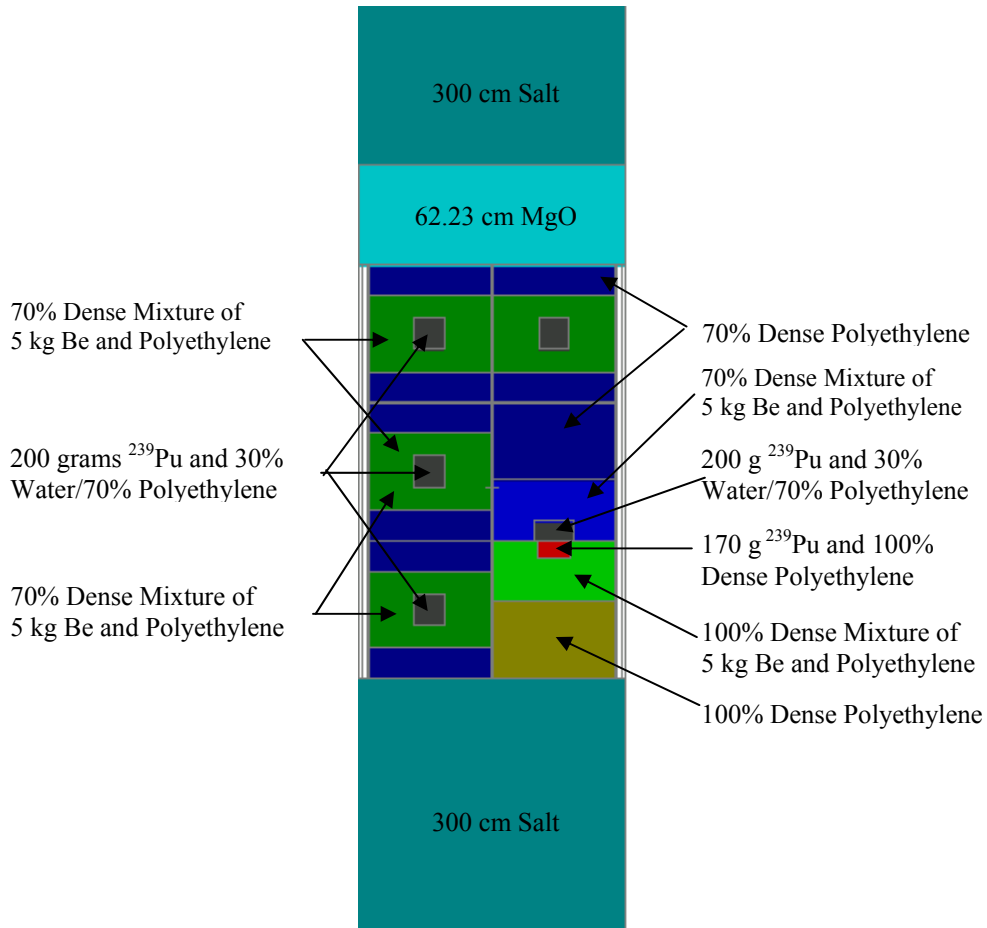 300 cm Salt
62.23 cm MgO
70% Dense Mixture of
5 kg Be and Polyethylene
200 grams ²³⁹Pu and 30%
Water/70% Polyethylene
70% Dense Mixture of
5 kg Be and Polyethylene
70% Dense Polyethylene
70% Dense Mixture of
5 kg Be and Polyethylene
200 g ²³⁹Pu and 30%
Water/70% Polyethylene
170 g ²³⁹Pu and 100%
Dense Polyethylene
100% Dense Mixture of
5 kg Be and Polyethylene
100% Dense Polyethylene
300 cm Salt